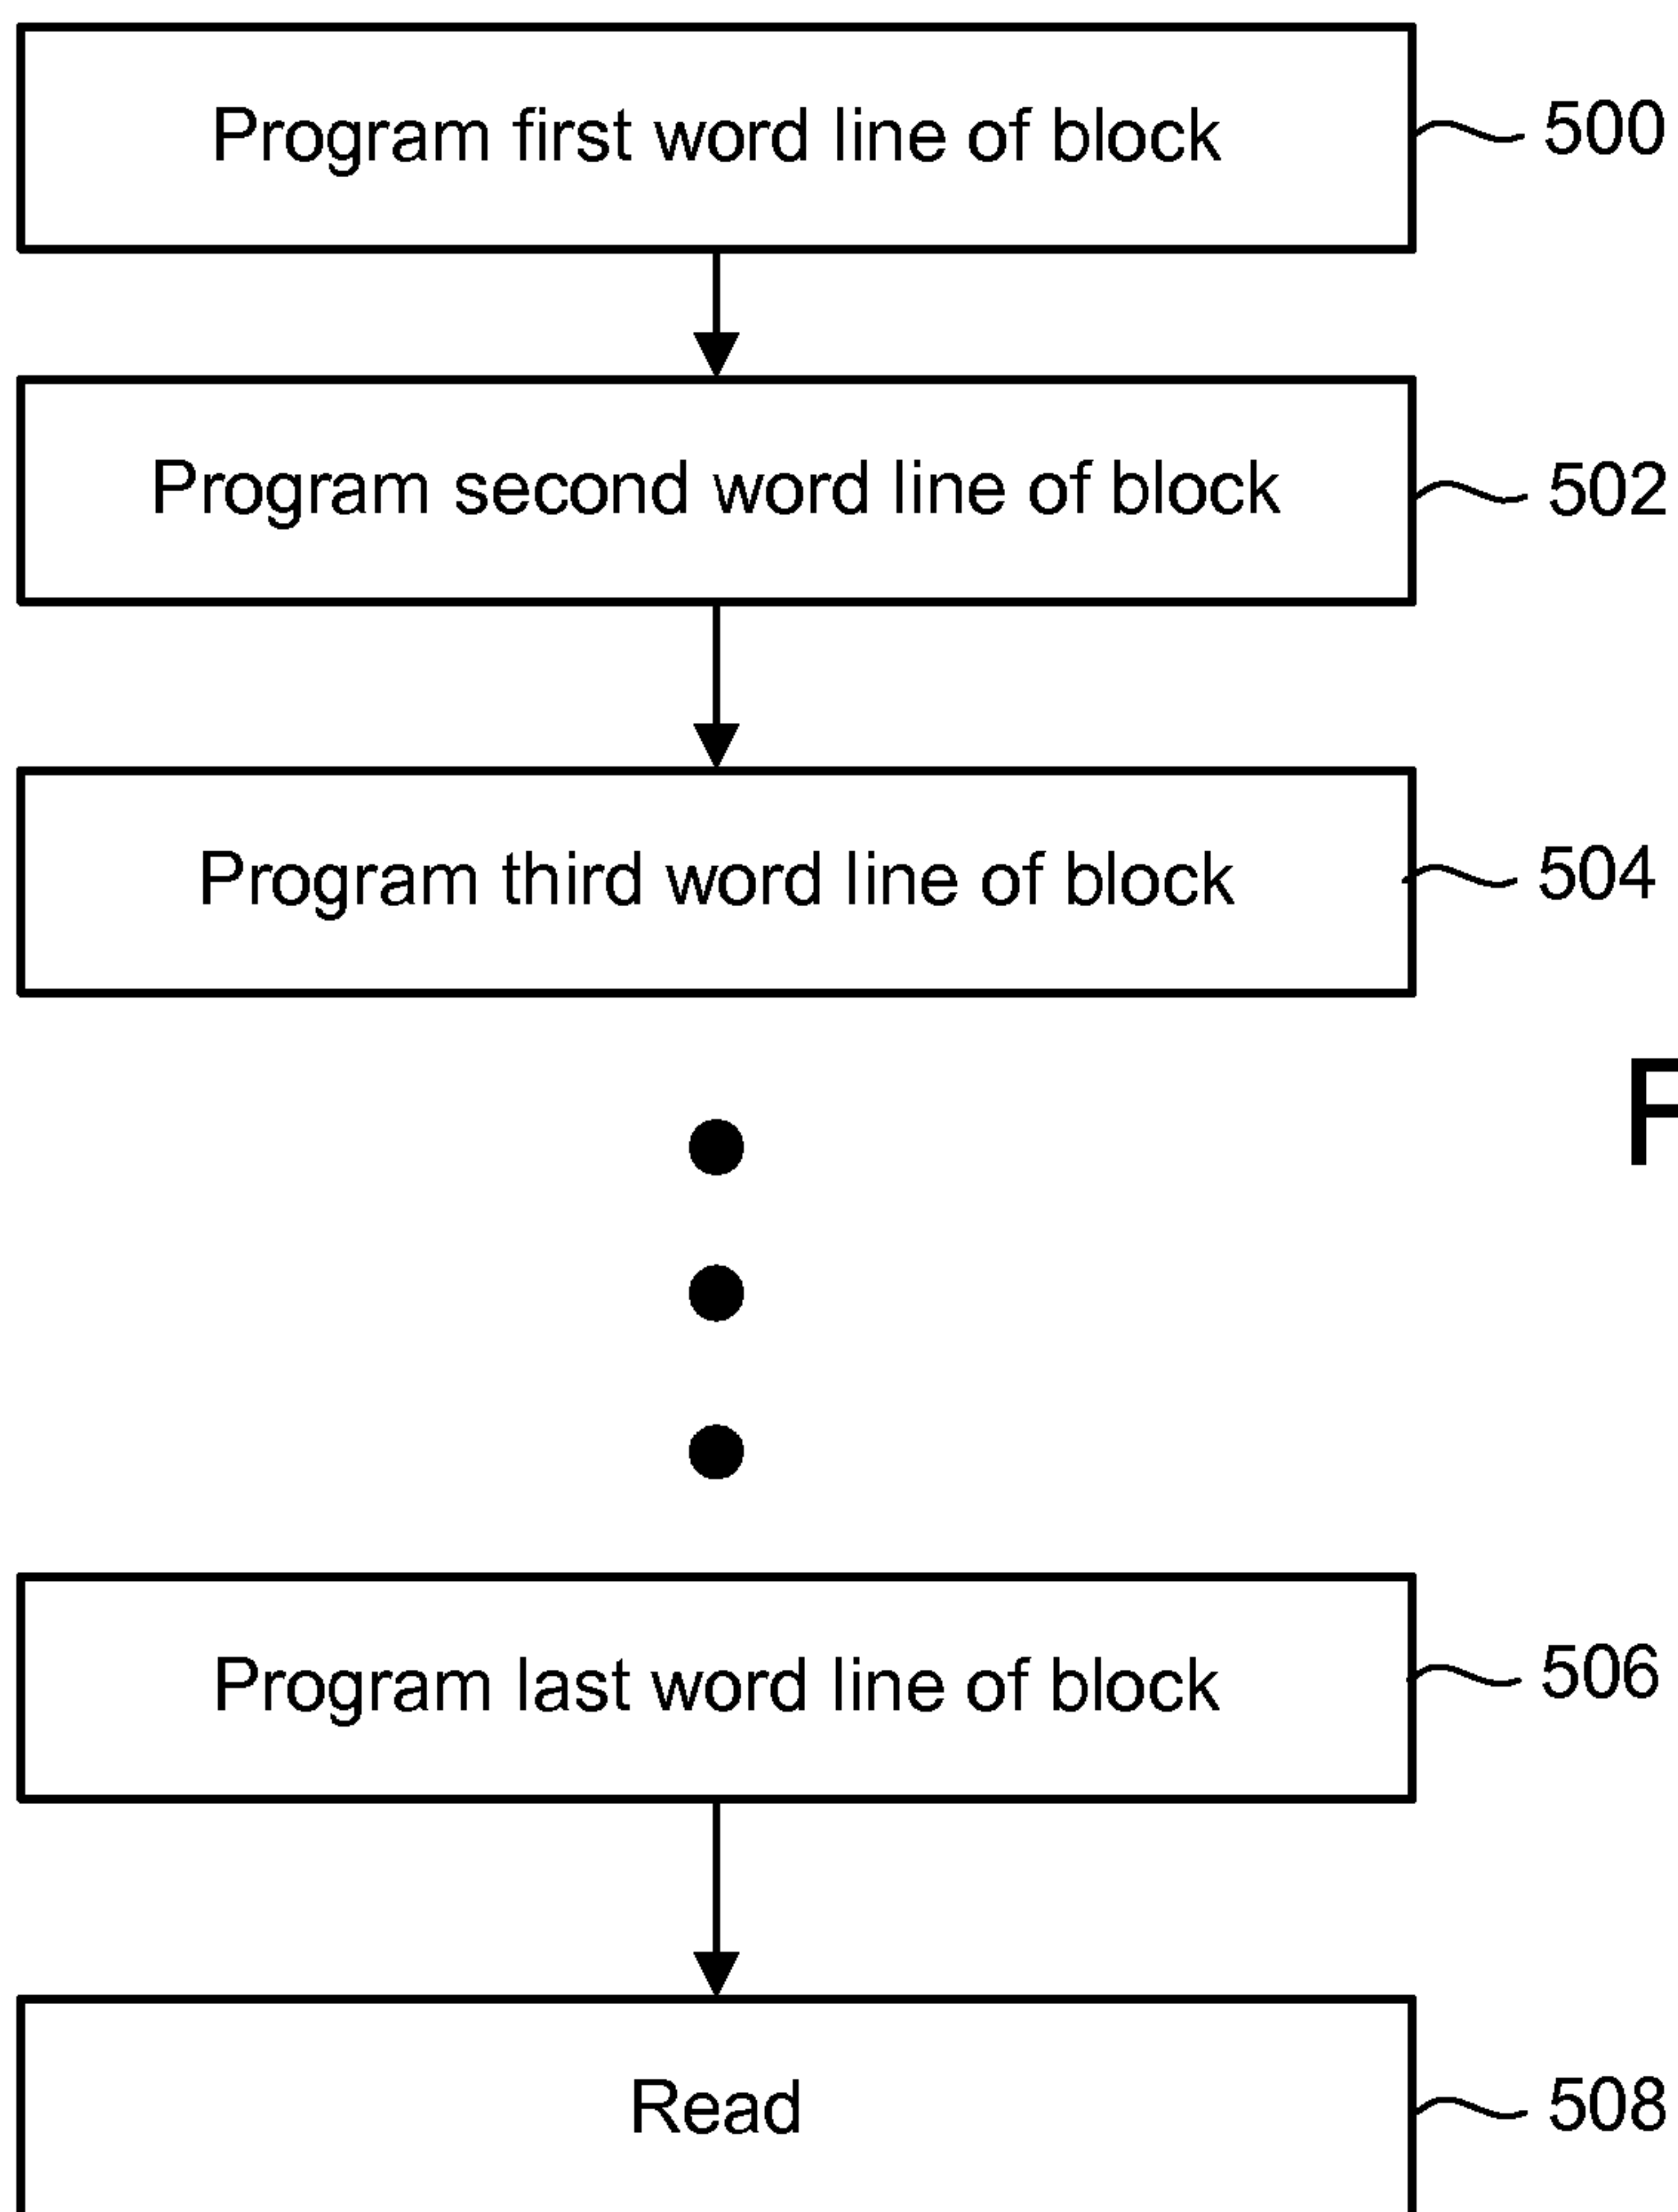 Program first word line of block 500
Program second word line of block 502
Program third word line of block 504
F
Program last word line of block 506
Read 508